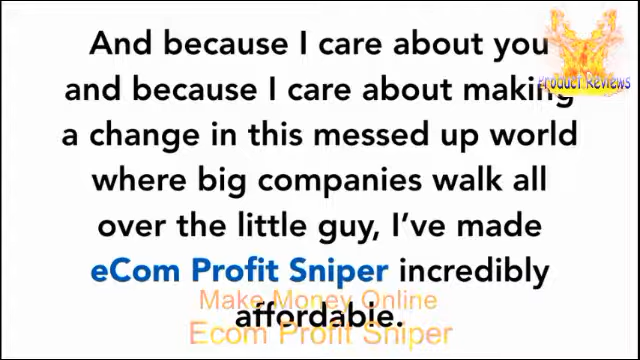 And because I care about you
and because I care about making
a change in this messed up world
where big companies walk all
over the little guy, I've made
eCom Profit Sniper incredibly
affordable.
Product Reviews
Make Money Online
Ecom Profit Sniper